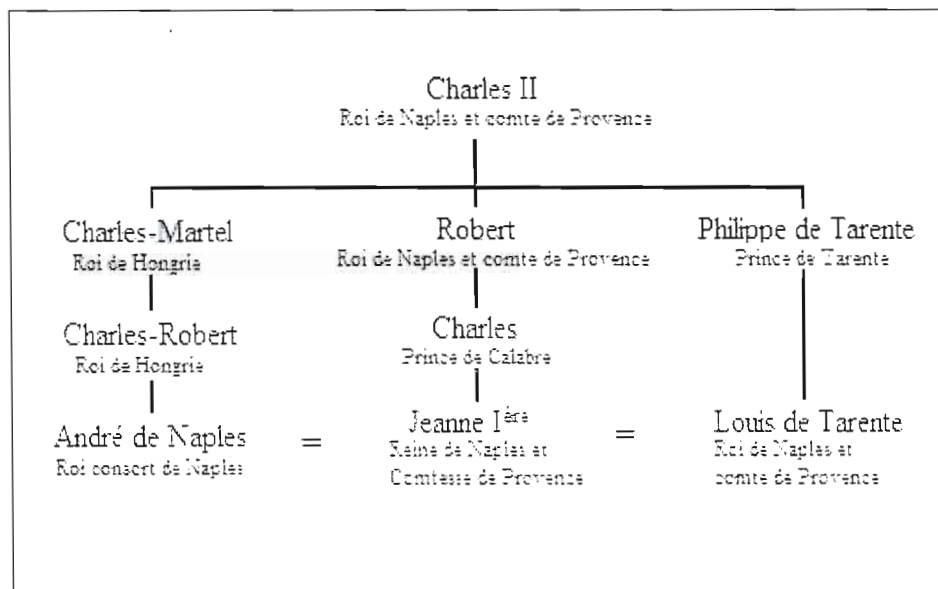 Charles II
Roi de Naples et comte de Provence
Charles-Martel
Roi de Hongrie
Robert
Roi de Naples et comte de Provence
Philippe de Tarente
Prince de Tarente
Charles-Robert
Roi de Hongrie
Charles
Prince de Calabre
André de Naples
Roi consort de Naples
=
Jeanne Ière
Reine de Naples et
Comtesse de Provence
=
Louis de Tarente
Roi de Naples et
comte de Provence